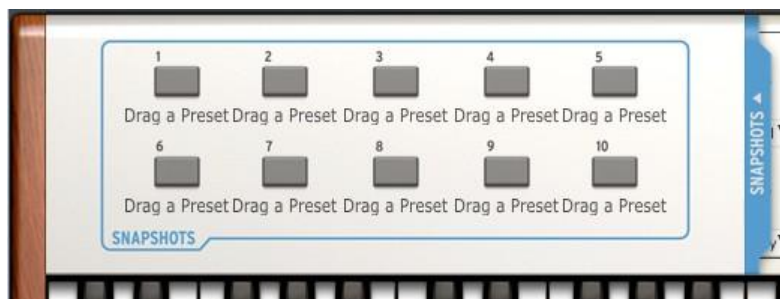 1 2 3 4 5
Drag a Preset Drag a Preset Drag a Preset Drag a Preset Drag a Preset
6 7 8 9 10
Drag a Preset Drag a Preset Drag a Preset Drag a Preset Drag a Preset
SNAPSHOTS
SNAPSHOTS ▲